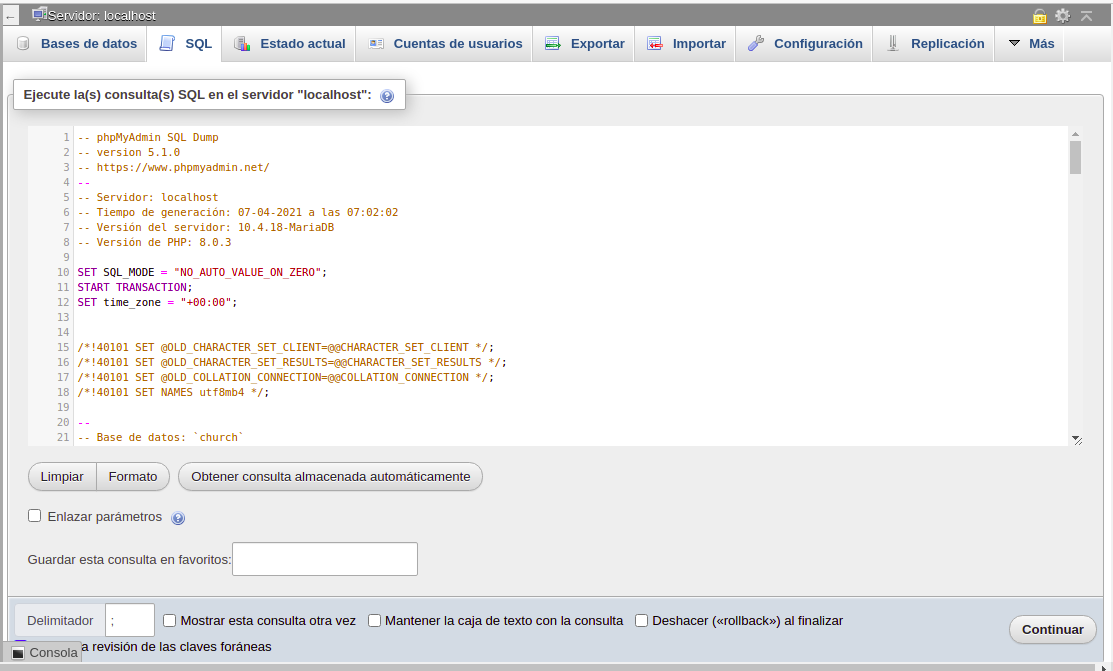 Servidor: localhost
Bases de datos SQL Estado actual Cuentas de usuarios Exportar Importar Configuración Replicación Más
Ejecute la(s) consulta(s) SQL en el servidor "localhost":
1 -- phpMyAdmin SQL Dump
2 -- version 5.1.0
3 -- https://www.phpmyadmin.net/
4 --
5 -- Servidor: localhost
6 -- Tiempo de generación: 07-04-2021 a las 07:02:02
7 -- Versión del servidor: 10.4.18-MariaDB
8 -- Versión de PHP: 8.0.3
9
10 SET SQL_MODE = "NO_AUTO_VALUE_ON_ZERO";
11 START TRANSACTION;
12 SET time_zone = "+00:00";
13
14
15 /*!40101 SET @OLD_CHARACTER_SET_CLIENT=@@CHARACTER_SET_CLIENT */;
16 /*!40101 SET @OLD_CHARACTER_SET_RESULTS=@@CHARACTER_SET_RESULTS */;
17 /*!40101 SET @OLD_COLLATION_CONNECTION=@@COLLATION_CONNECTION */;
18 /*!40101 SET NAMES utf8mb4 */;
19
20 --
21 -- Base de datos: `church`
Limpiar Formato Obtener consulta almacenada automáticamente
Enlazar parámetros
Guardar esta consulta en favoritos:
Delimitador ; Mostrar esta consulta otra vez Mantener la caja de texto con la consulta Deshacer («rollback») al finalizar
Continuar
Consola a revisión de las claves foráneas